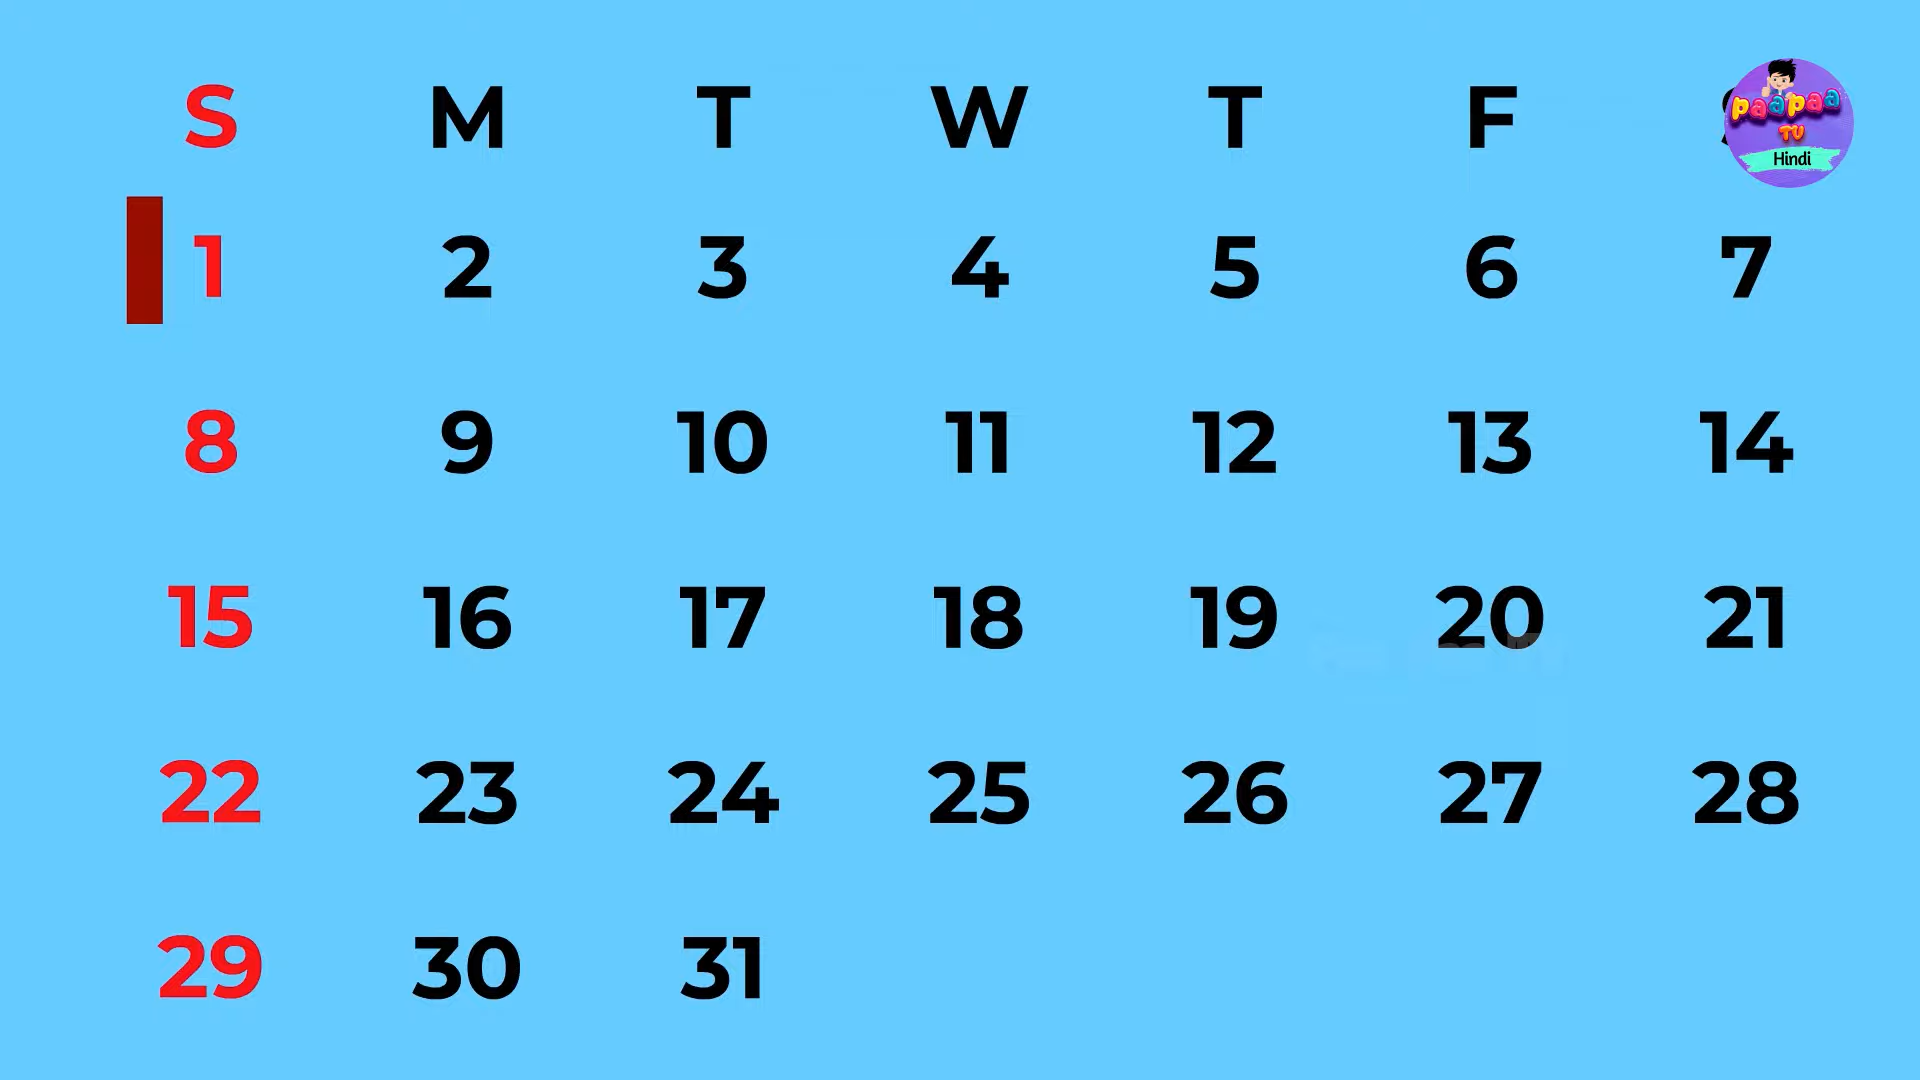 S M T W T F
paapaa
TV
Hindi
1 2 3 4 5 6 7
8 9 10 11 12 13 14
15 16 17 18 19 20 21
22 23 24 25 26 27 28
29 30 31